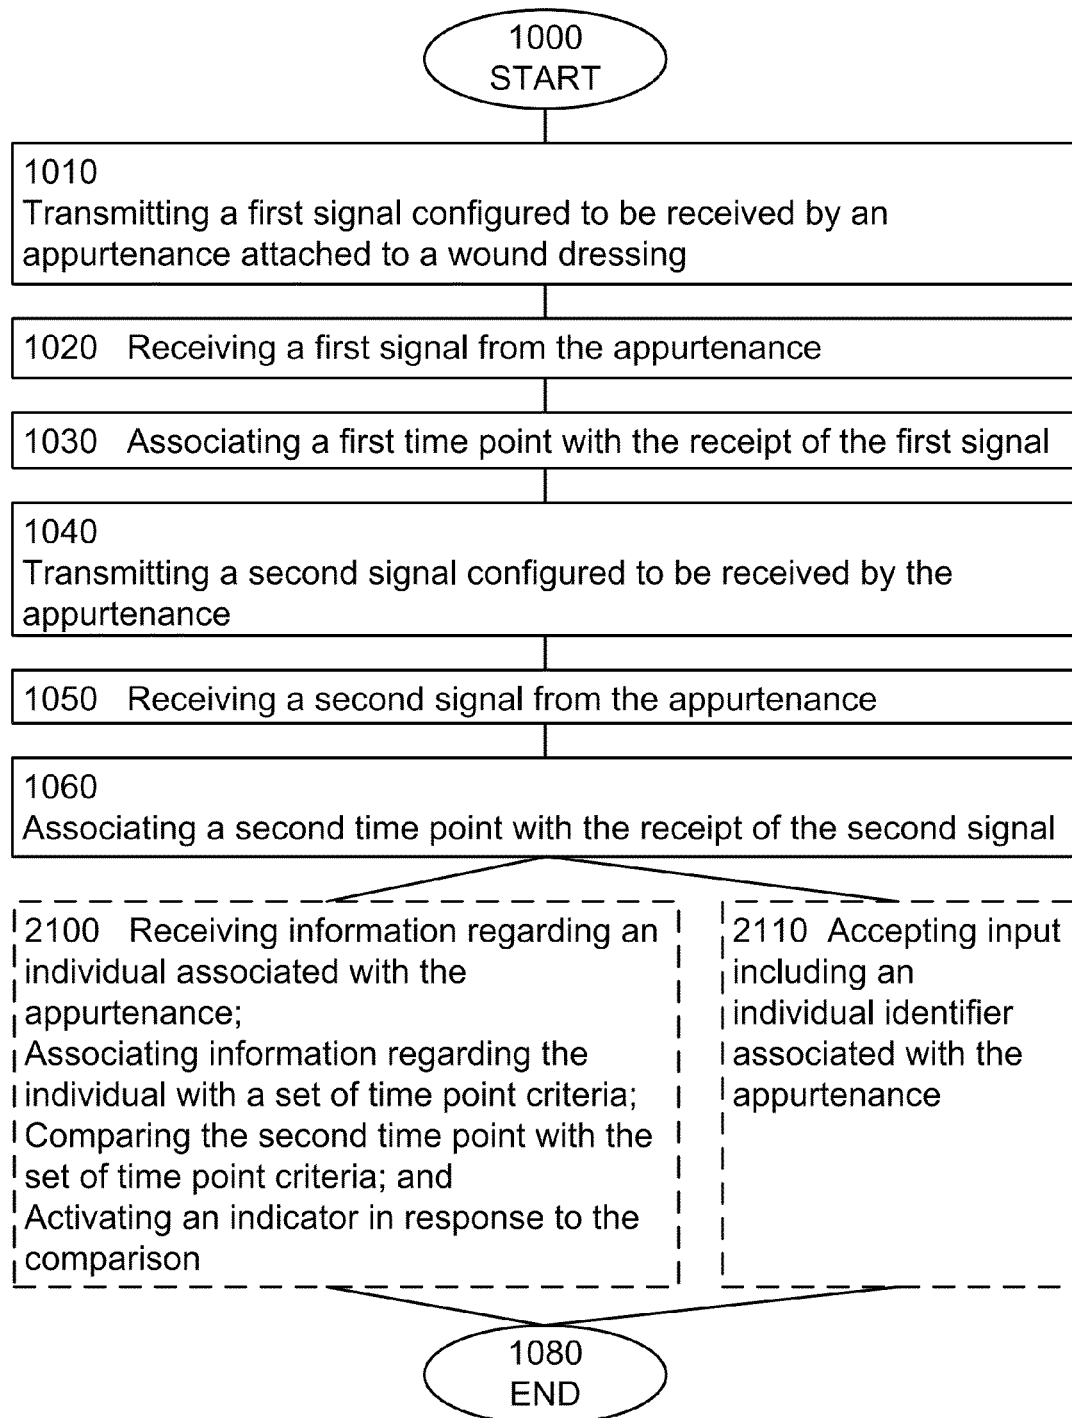 1000
START
1010
Transmitting a first signal configured to be received by an
appurtenance attached to a wound dressing
1020 Receiving a first signal from the appurtenance
1030 Associating a first time point with the receipt of the first signal
1040
Transmitting a second signal configured to be received by the
appurtenance
1050 Receiving a second signal from the appurtenance
1060
Associating a second time point with the receipt of the second signal
2100 Receiving information regarding an
individual associated with the
appurtenance;
Associating information regarding the
individual with a set of time point criteria;
Comparing the second time point with the
set of time point criteria; and
Activating an indicator in response to the
comparison
2110 Accepting input
including an
individual identifier
associated with the
appurtenance
1080
END